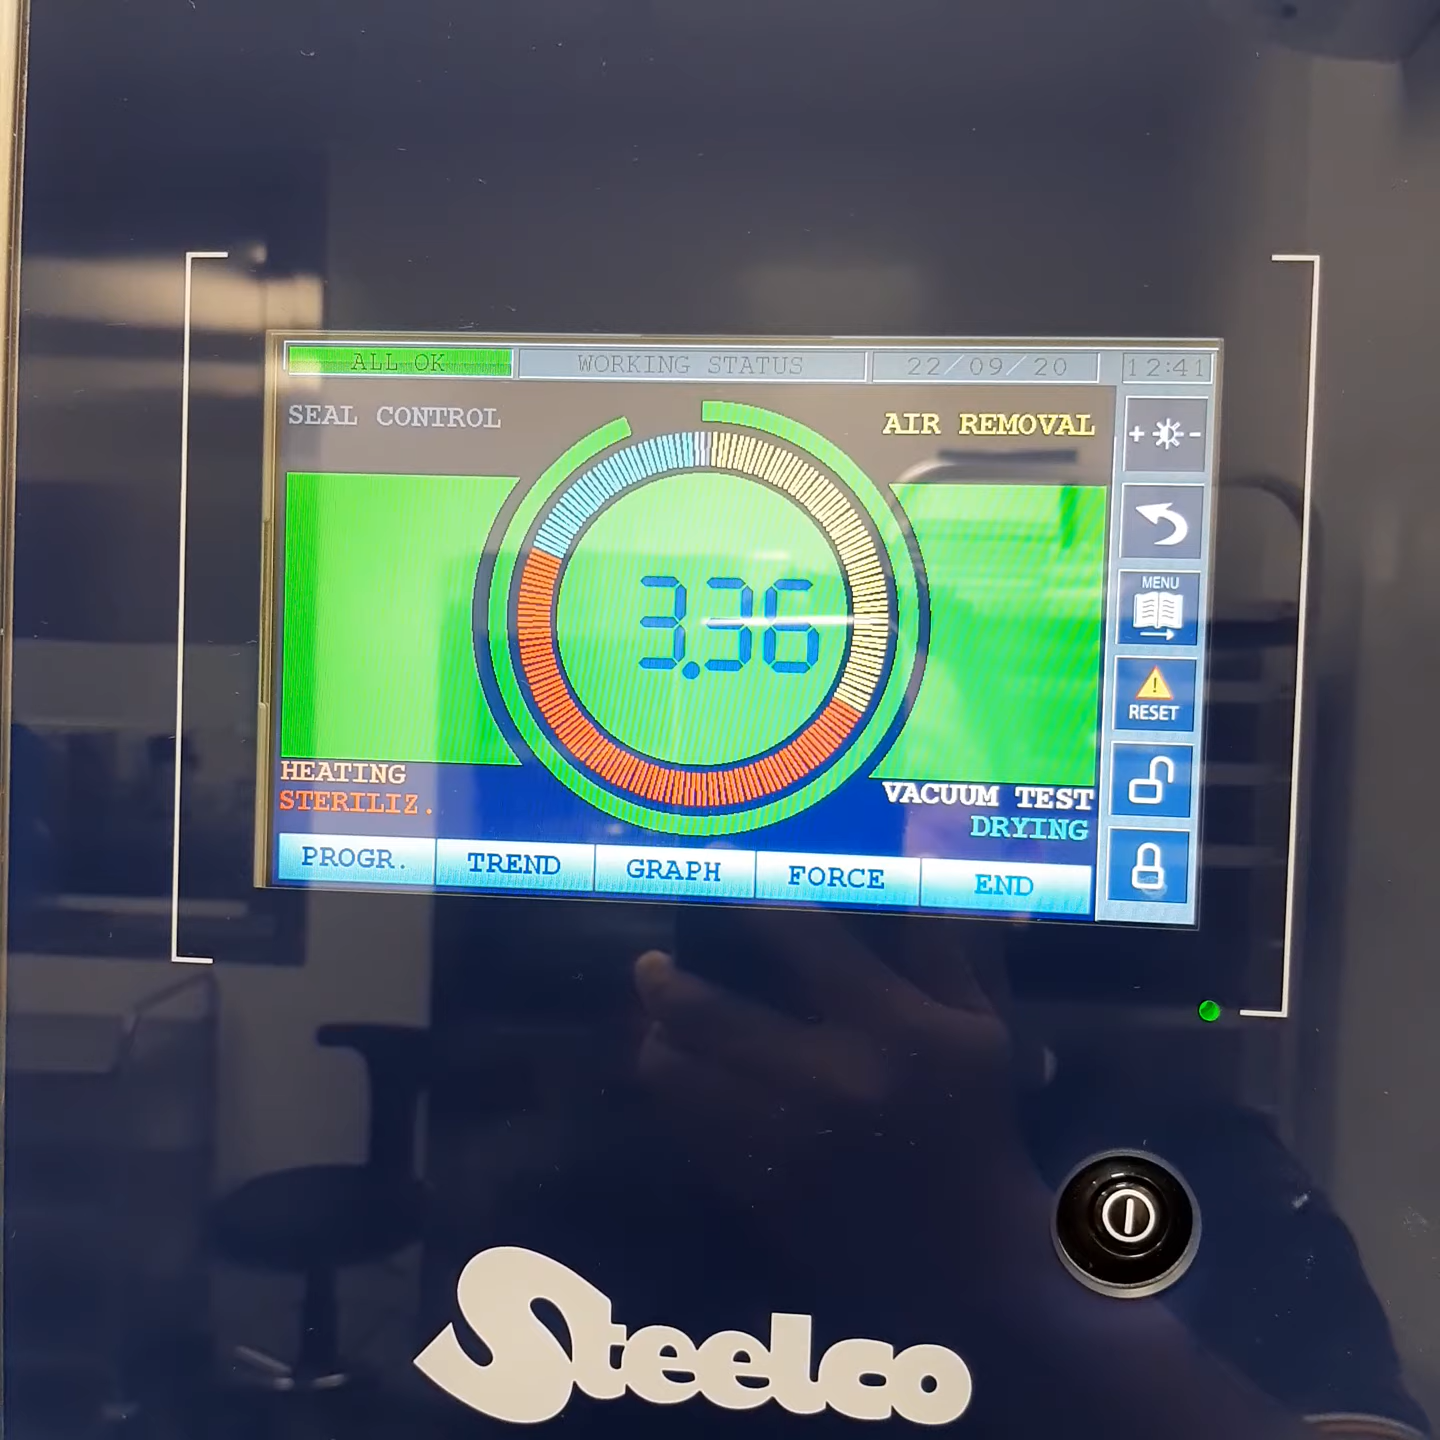 ALL OK
WORKING STATUS
22/09/20
12:41
SEAL CONTROL
AIR REMOVAL
+ -
3.36
MENU
RESET
HEATING
STERILIZ.
VACUUM TEST
DRYING
PROGR.
TREND
GRAPH
FORCE
END
Steelco